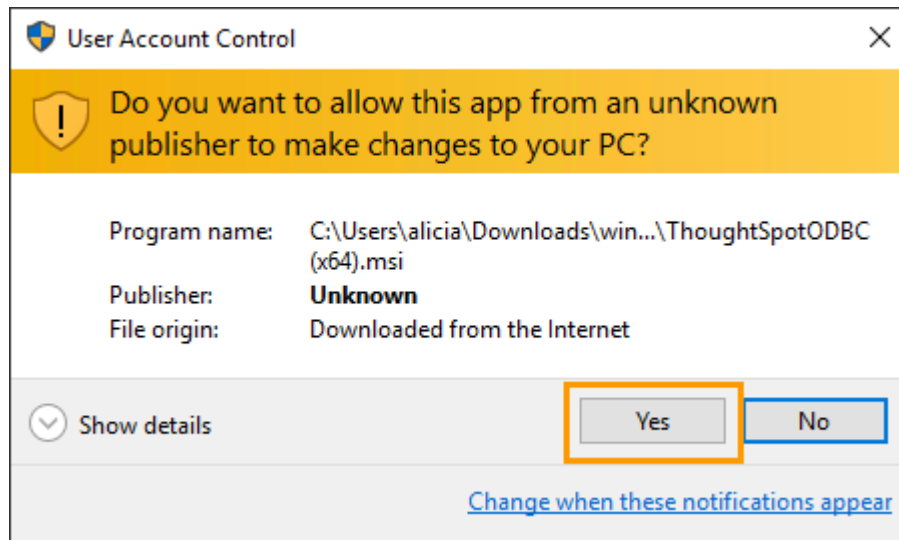 User Account Control
Do you want to allow this app from an unknown
publisher to make changes to your PC?
Program name: C:\Users\alicia\Downloads\win...\ThoughtSpotODBC
(x64).msi
Publisher: Unknown
File origin: Downloaded from the Internet
Show details Yes No
Change when these notifications appear